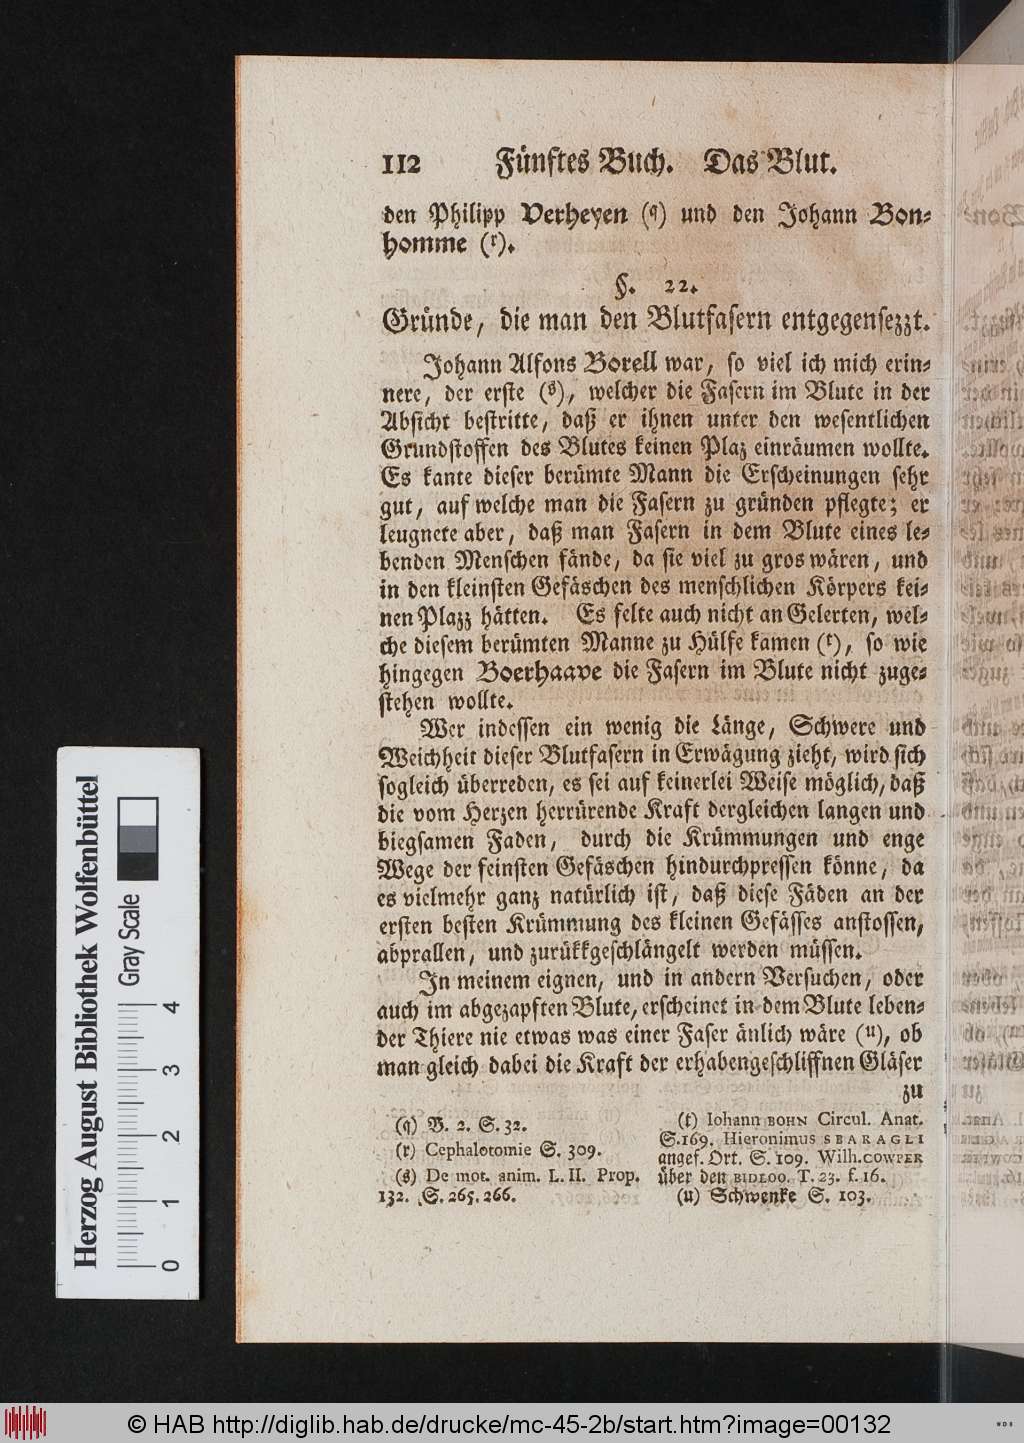 112 Fünftes Buch. Das Blut.
den Philipp Verheyen (q) und den Johann Bon-
homme (r).
§. 22.
Gründe, die man den Blutfasern entgegensezzt.
Johann Alfons Borell war, so viel ich mich erin-
nere, der erste (s), welcher die Fasern im Blute in der
Absicht bestritte, daß er ihnen unter den wesentlichen
Grundstoffen des Blutes keinen Plaz einräumen wollte.
Es kante dieser berümte Mann die Erscheinungen sehr
gut, auf welche man die Fasern zu gründen pflegte; er
leugnete aber, daß man Fasern in dem Blute eines le-
benden Menschen fände, da sie viel zu gros wären, und
in den kleinsten Gefäschen des menschlichen Körpers kei-
nen Plazz hätten. Es felte auch nicht an Gelerten, wel-
che diesem berümten Manne zu Hülfe kamen (t), so wie
hingegen Boerhaave die Fasern im Blute nicht zuge-
stehen wollte.
Wer indessen ein wenig die Länge, Schwere und
Weichheit dieser Blutfasern in Erwägung zieht, wird sich
sogleich überreden, es sei auf keinerlei Weise möglich, daß
die vom Herzen herrürende Kraft dergleichen langen und
biegsamen Faden, durch die Krümmungen und enge
Wege der feinsten Gefäschen hindurchpressen könne, da
es vielmehr ganz natürlich ist, daß diese Fäden an der
ersten besten Krümmung des kleinen Gefässes anstossen,
abprallen, und zurükkgeschlängelt werden müssen.
In meinem eignen, und in andern Versuchen, oder
auch im abgezapften Blute, erscheinet in dem Blute leben-
der Thiere nie etwas was einer Faser änlich wäre (u), ob
man gleich dabei die Kraft der erhabengeschliffnen Gläser
zu
(q) B. 2. S. 32.
(r) Cephalotomie S. 309.
(s) De mot. anim. L. II. Prop.
132. S. 265. 266.
(t) Iohann BOHN Circul. Anat.
S. 169. Hieronimus SBARAGLI
angef. Ort. S. 109. Wilh. COWPER
über den BIDLOO. T. 23. f. 16.
(u) Schwenke S. 103.
Herzog August Bibliothek Wolfenbüttel
Gray Scale
0 1 2 3 4
© HAB http://diglib.hab.de/drucke/mc-45-2b/start.htm?image=00132